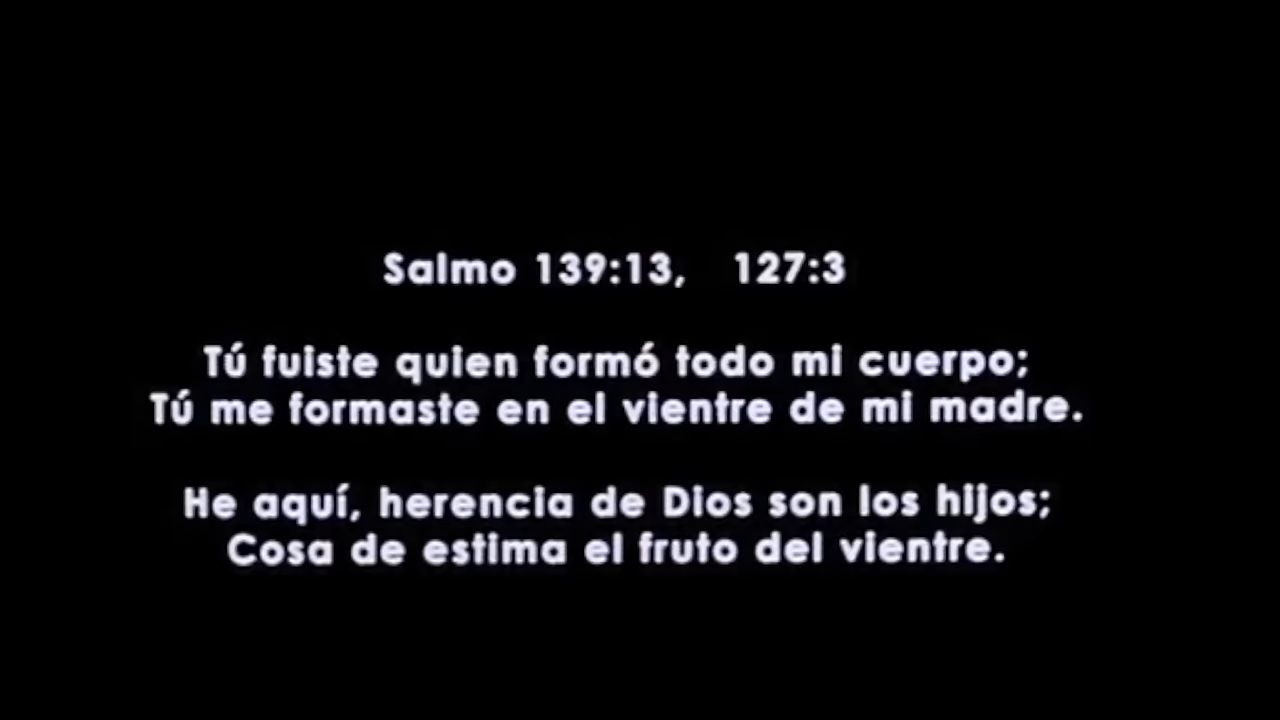 Salmo 139:13, 127:3
Tú fuiste quien formó todo mi cuerpo;
Tú me formaste en el vientre de mi madre.
He aquí, herencia de Dios son los hijos;
Cosa de estima el fruto del vientre.